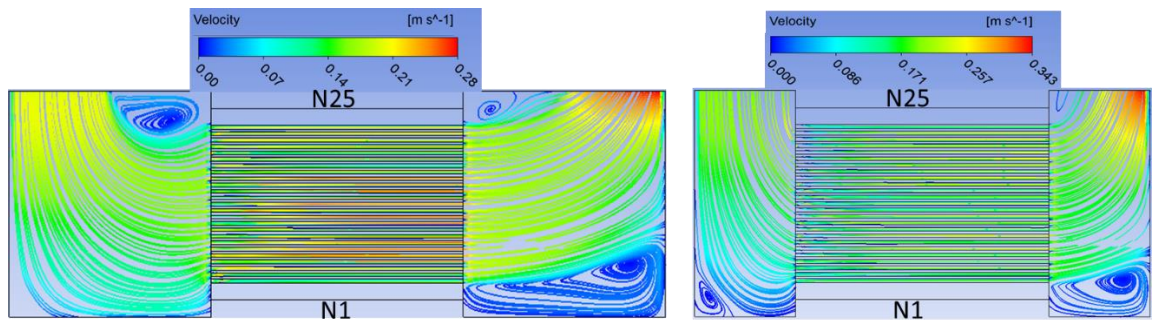 Velocity [m s^-1]
0.00 0.07 0.14 0.21 0.28
N25
N1
Velocity [m s^-1]
0.000 0.086 0.171 0.257 0.343
N25
N1